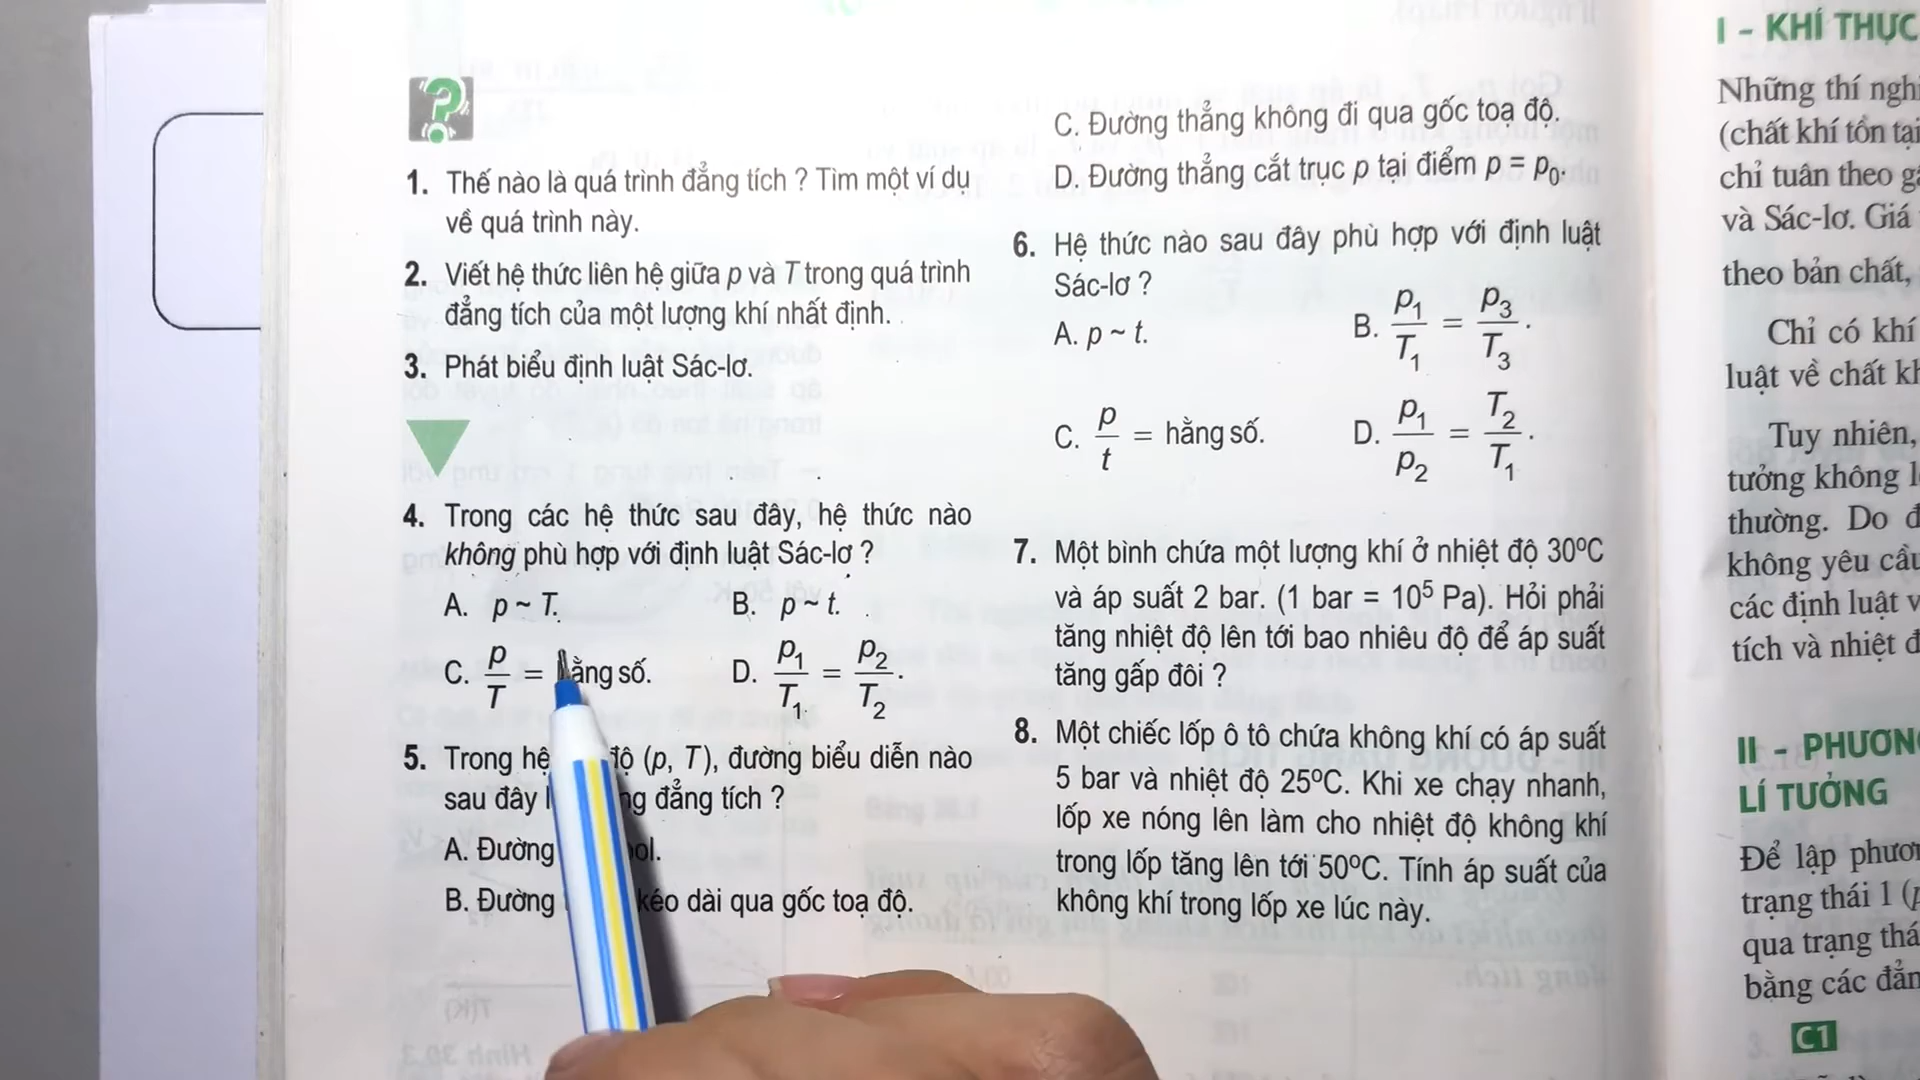 1. Thế nào là quá trình đẳng tích ? Tìm một ví dụ
về quá trình này.
2. Viết hệ thức liên hệ giữa p và T trong quá trình
đẳng tích của một lượng khí nhất định.
3. Phát biểu định luật Sác-lơ.
4. Trong các hệ thức sau đây, hệ thức nào
không phù hợp với định luật Sác-lơ ?
A. p ~ T.
B. p ~ t.
C. p/T = hằng số.
D. p₁/T₁ = p₂/T₂.
5. Trong hệ độ (p, T), đường biểu diễn nào
sau đây đẳng tích ?
A. Đường
B. Đường kéo dài qua gốc toạ độ.
C. Đường thẳng không đi qua gốc toạ độ.
D. Đường thẳng cắt trục p tại điểm p = p₀.
6. Hệ thức nào sau đây phù hợp với định luật
Sác-lơ ?
A. p ~ t.
B. p₁/T₁ = p₃/T₃.
C. p/t = hằng số.
D. p₁/p₂ = T₂/T₁.
7. Một bình chứa một lượng khí ở nhiệt độ 30ºC
và áp suất 2 bar. (1 bar = 10⁵ Pa). Hỏi phải
tăng nhiệt độ lên tới bao nhiêu độ để áp suất
tăng gấp đôi ?
8. Một chiếc lốp ô tô chứa không khí có áp suất
5 bar và nhiệt độ 25ºC. Khi xe chạy nhanh,
lốp xe nóng lên làm cho nhiệt độ không khí
trong lốp tăng lên tới 50ºC. Tính áp suất của
không khí trong lốp xe lúc này.
I - KHÍ THỰC
Những thí
(chất khí tồn tại
chỉ tuân theo
và Sác-lơ. Giá
theo bản chất,
Chỉ có khí
luật về chất
Tuy nhiên,
tưởng không
thường. Do
không yêu cầu
các định luật
tích và nhiệt
II - PHƯƠN
LÍ TƯỞNG
Để lập
trạng thái 1
qua trạng
bằng các
C1